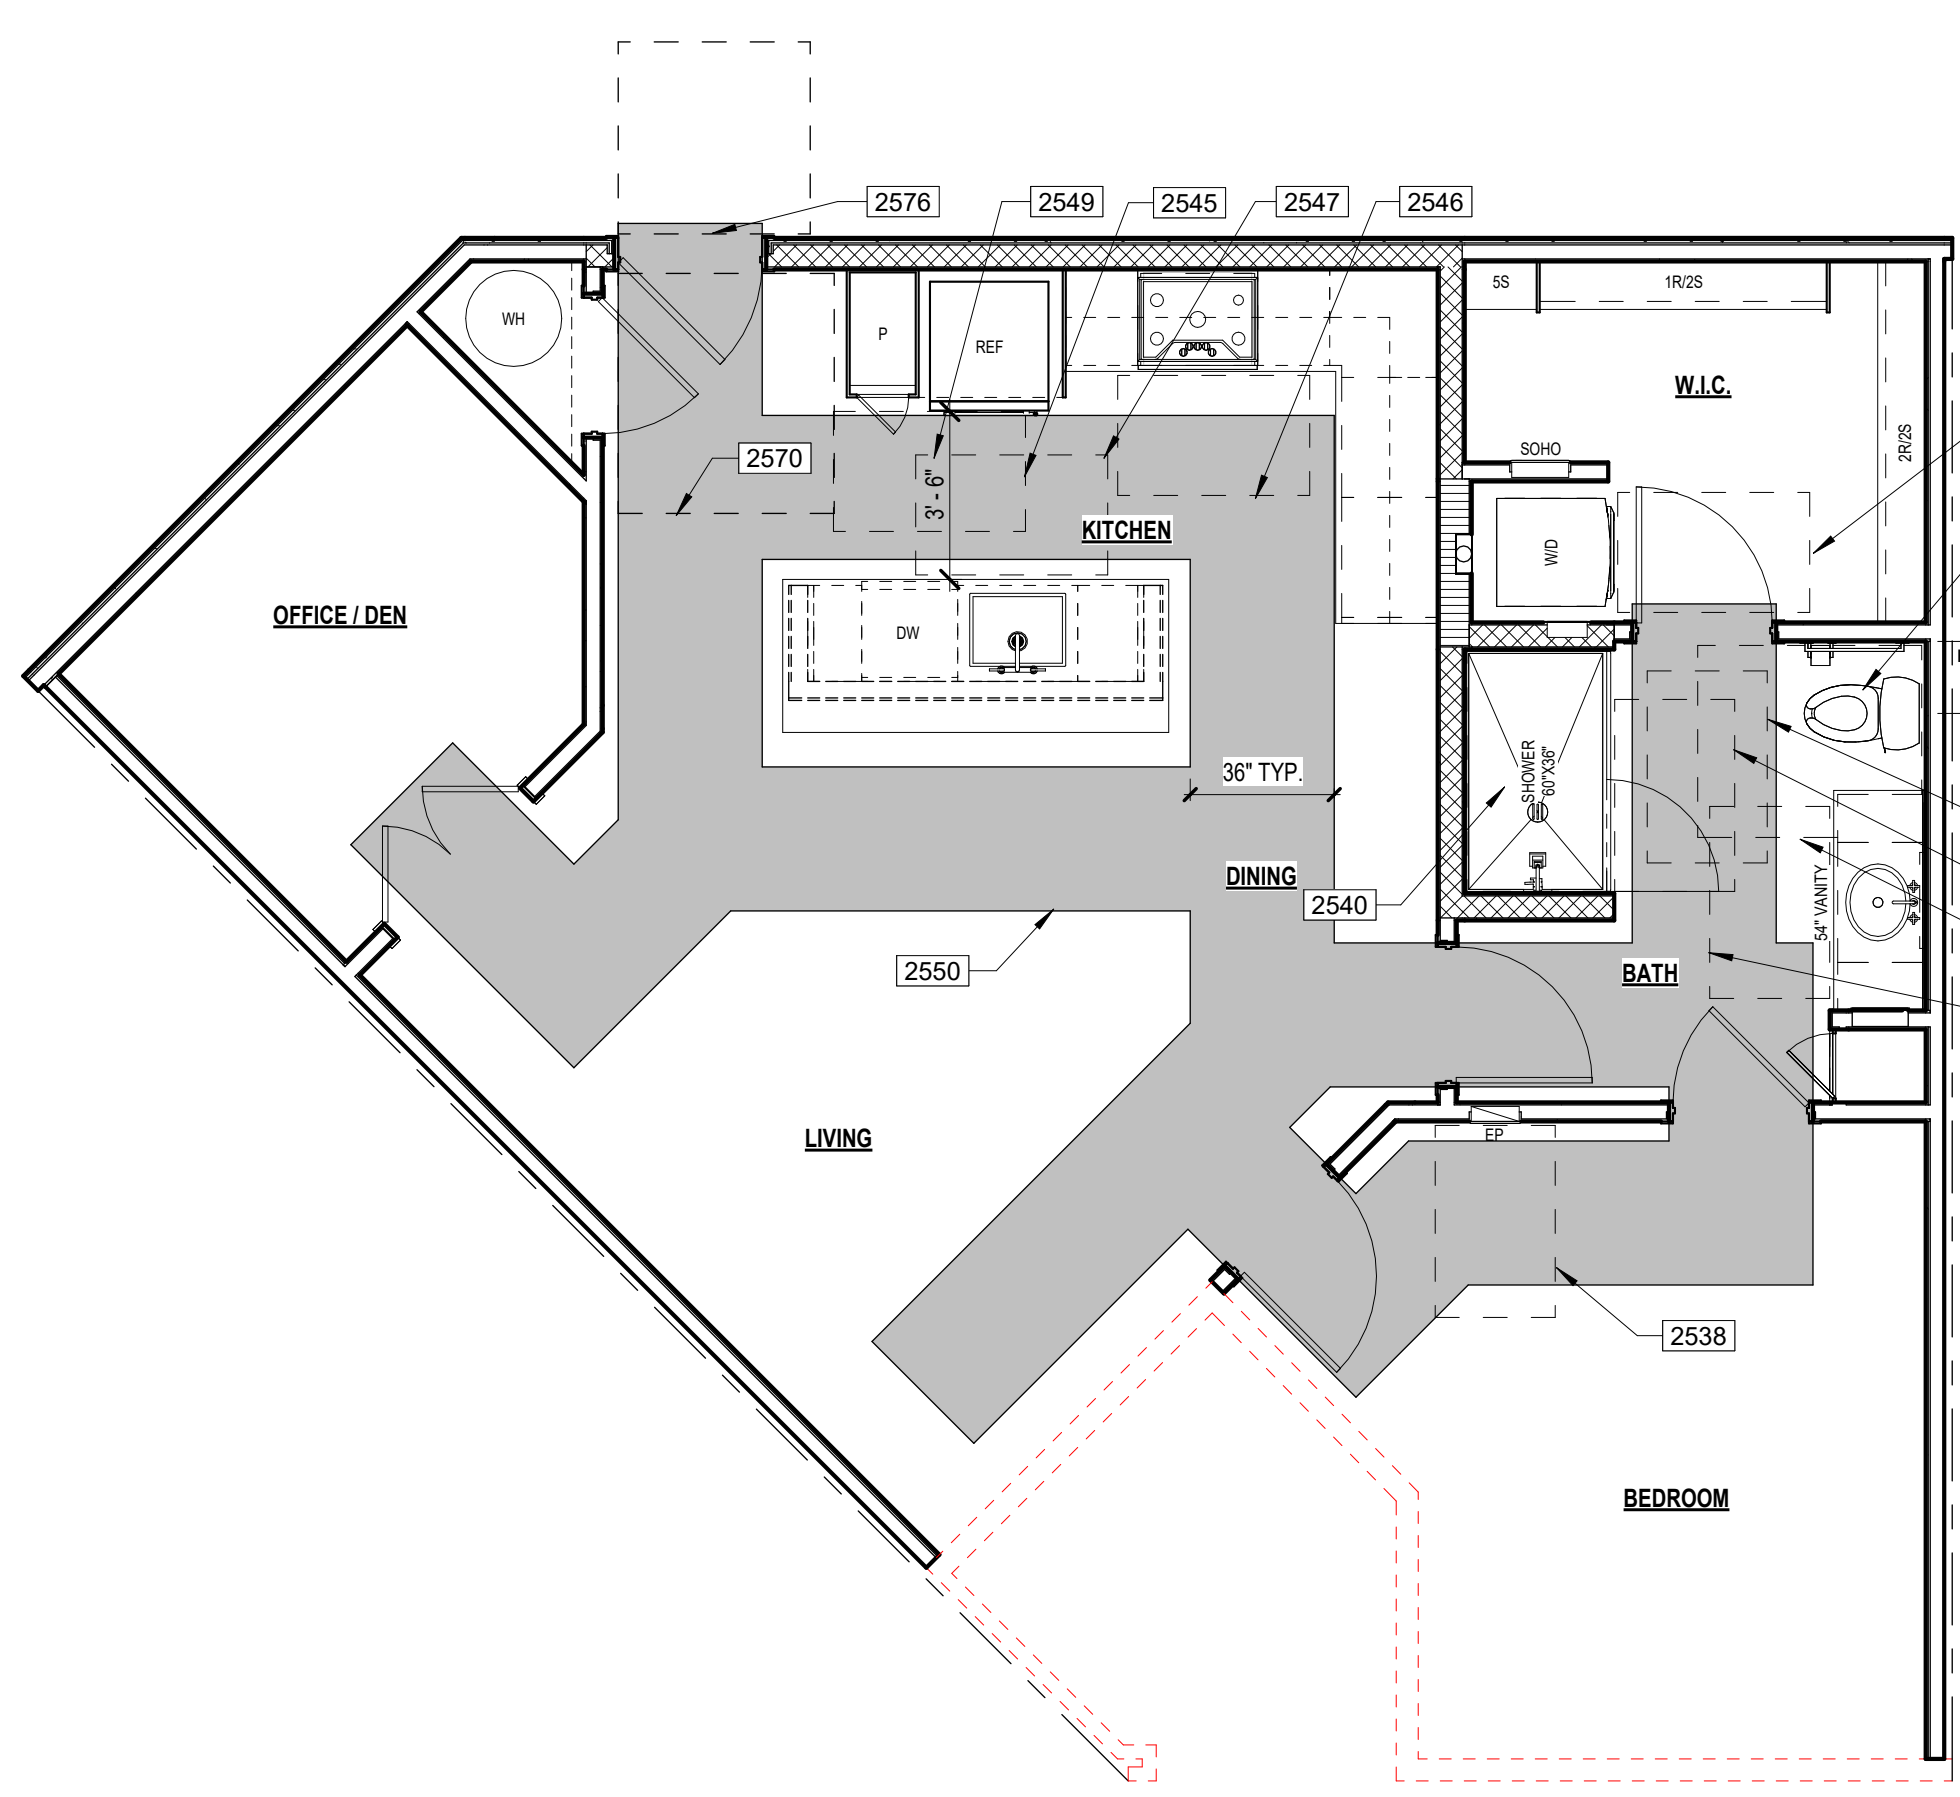 2576
2549
2545
2547
2546
5S
1R/2S
WH
P
REF
W.I.C.
2R/2S
SOHO
2570
3' - 6"
KITCHEN
W/D
OFFICE / DEN
DW
36" TYP.
SHOWER
60"X36"
DINING
2540
54" VANITY
2550
BATH
LIVING
EP
2538
BEDROOM